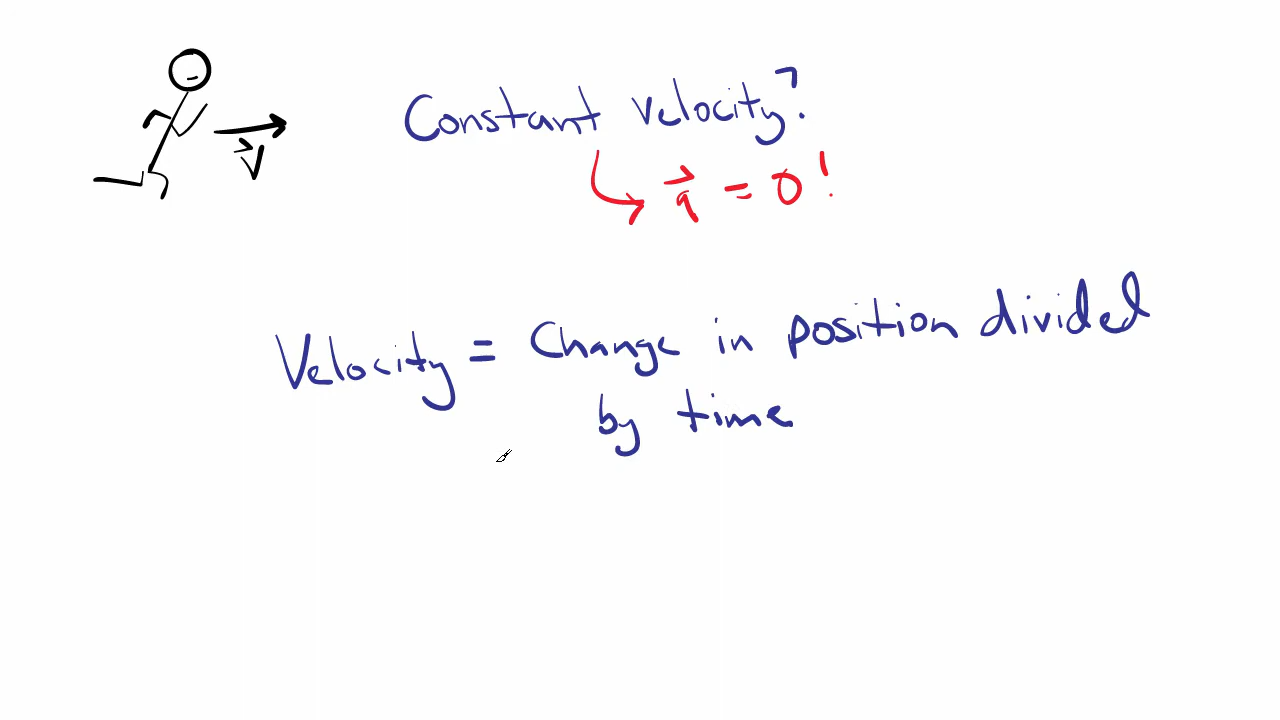 Constant velocity?
V⃗
a⃗ = 0!
Velocity = Change in position divided
by time